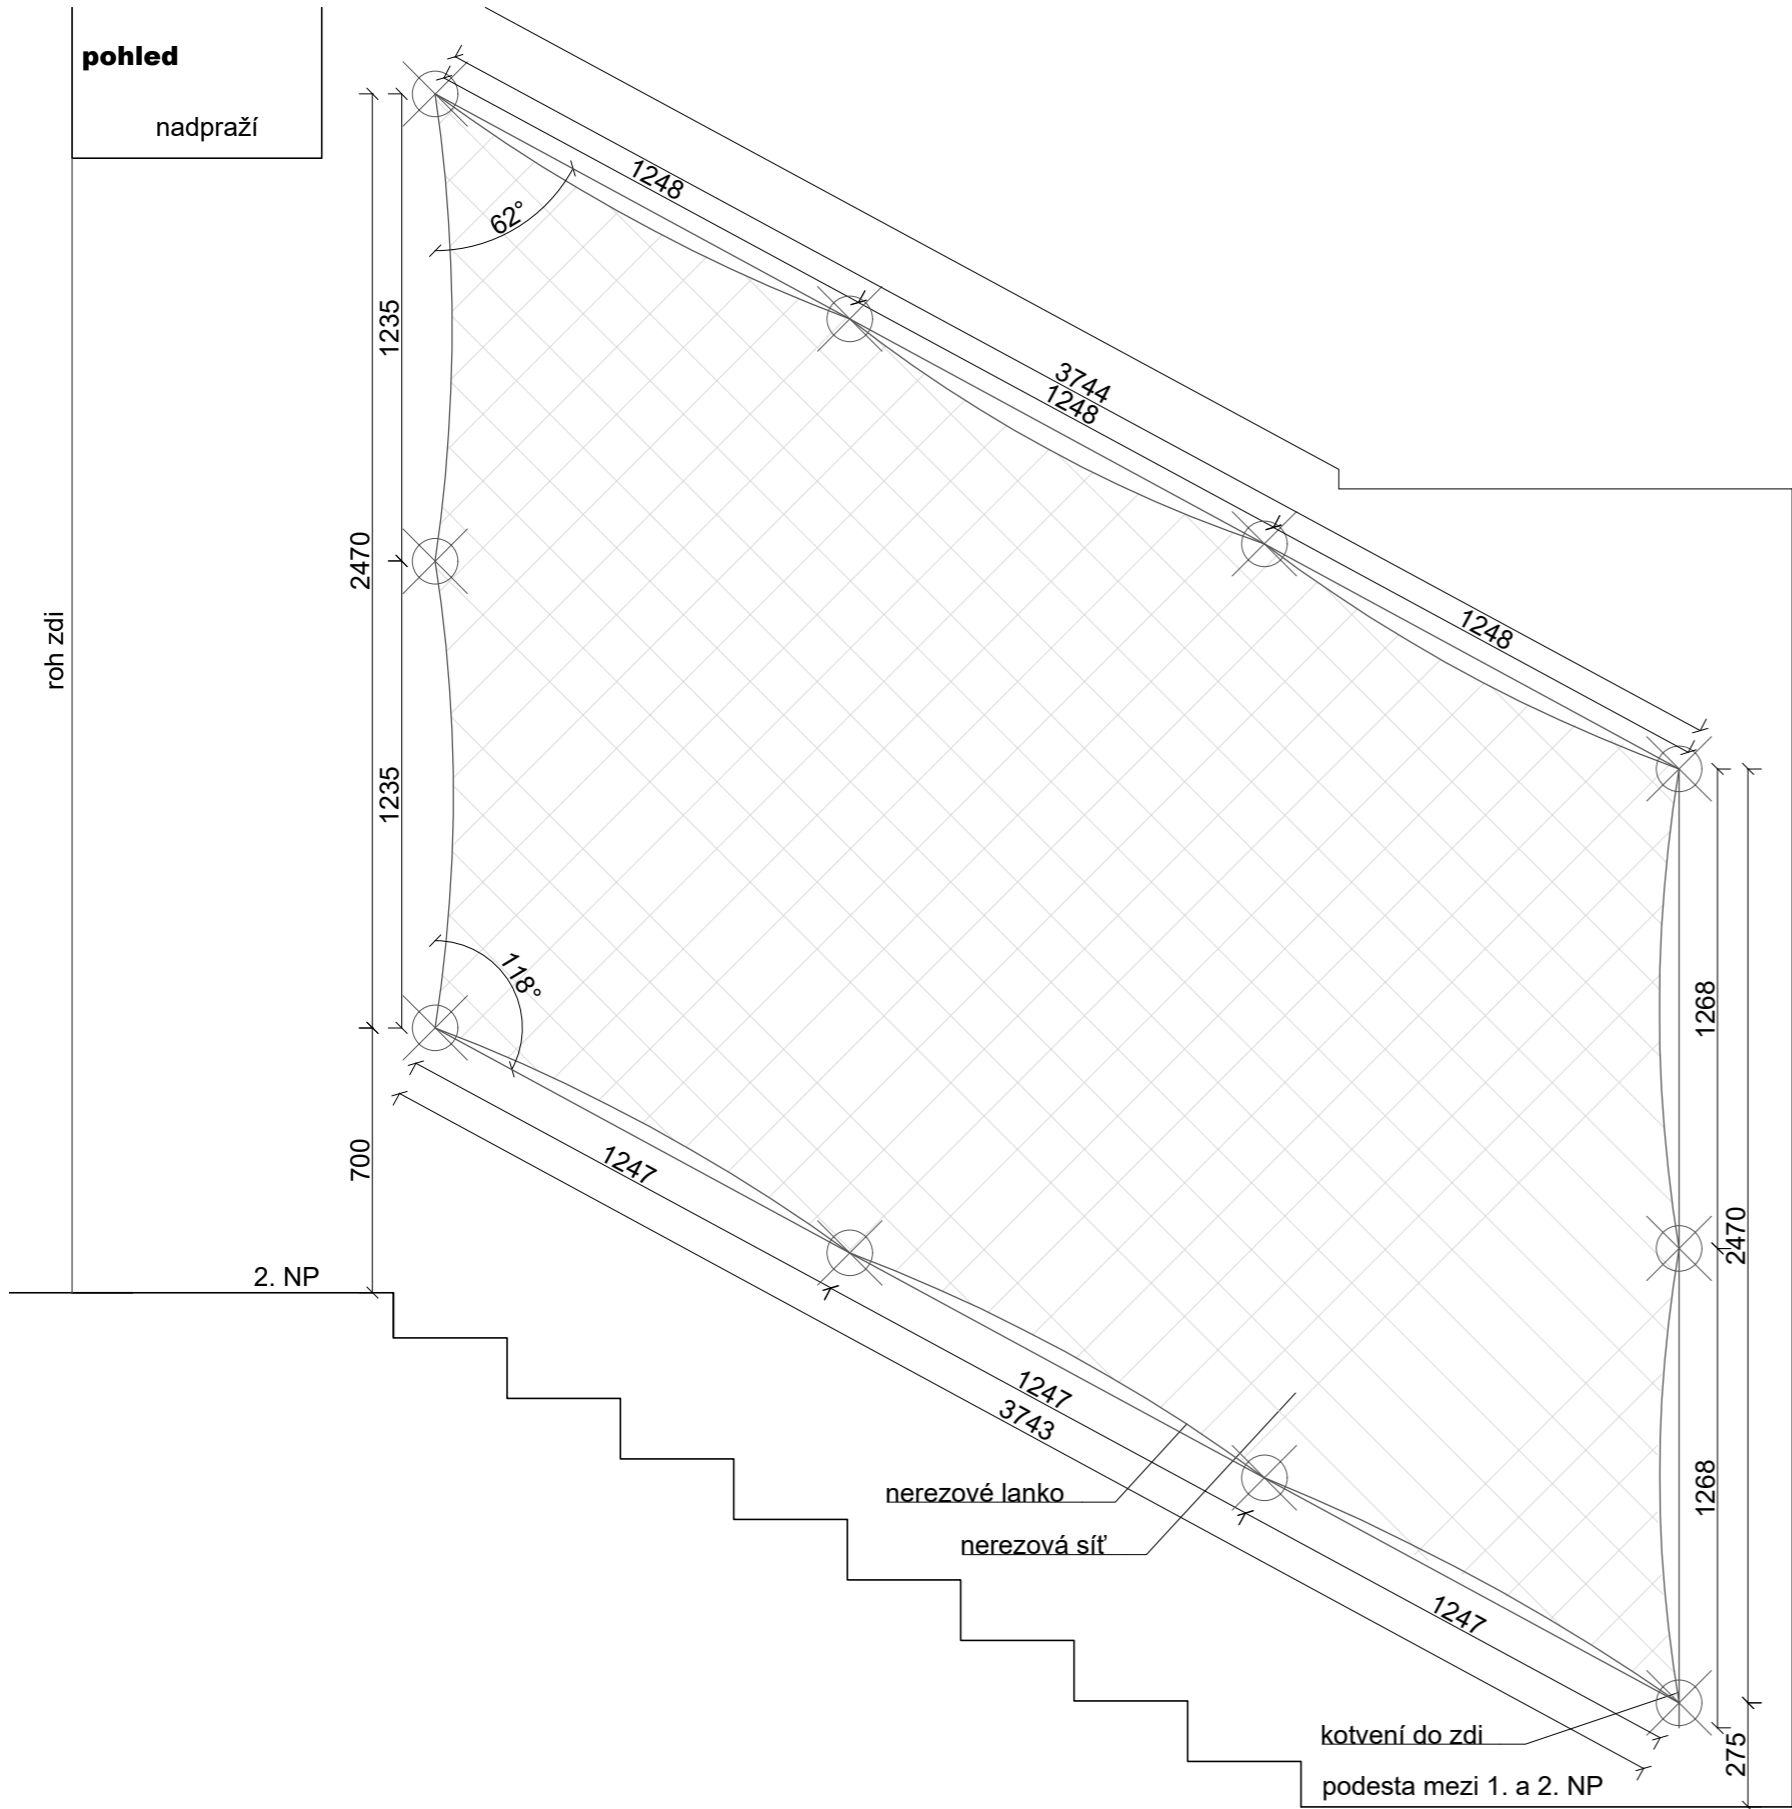 pohled
nadpraží
1248
62°
1235
3744
1248
2470
1248
roh zdi
1235
118°
1268
700
1247
2470
2. NP
1247
3743
nerezové lanko
1268
nerezová síť
1247
kotvení do zdi
275
podesta mezi 1. a 2. NP